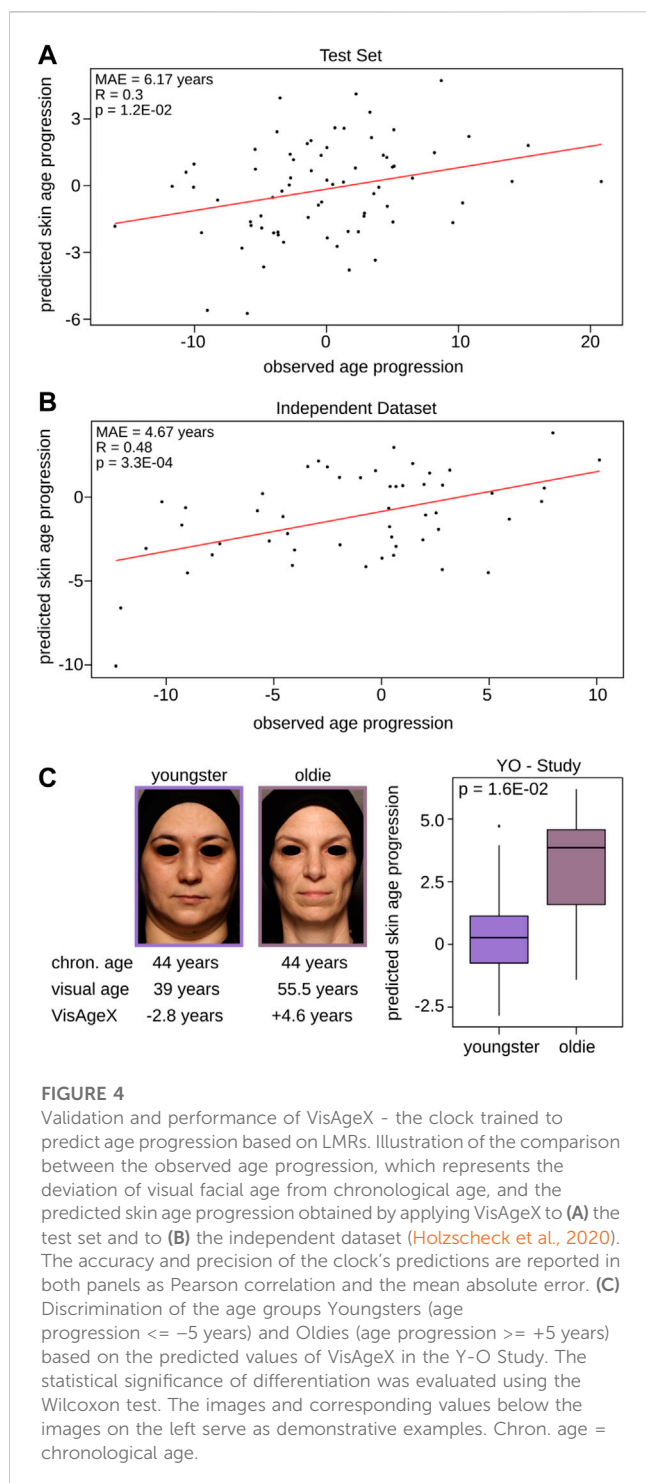 A
Test Set
MAE = 6.17 years
R = 0.3
p = 1.2E-02
predicted skin age progression
3
0
-3
-6
-10 0 10 20
observed age progression
B
Independent Dataset
MAE = 4.67 years
R = 0.48
p = 3.3E-04
predicted skin age progression
0
-5
-10
-10 -5 0 5 10
observed age progression
C
youngster oldie
chron. age 44 years 44 years
visual age 39 years 55.5 years
VisAgeX -2.8 years +4.6 years
YO - Study
p = 1.6E-02
predicted skin age progression
5.0
2.5
0
-2.5
youngster oldie
FIGURE 4
Validation and performance of VisAgeX - the clock trained to
predict age progression based on LMRs. Illustration of the comparison
between the observed age progression, which represents the
deviation of visual facial age from chronological age, and the
predicted skin age progression obtained by applying VisAgeX to (A) the
test set and to (B) the independent dataset (Holzscheck et al., 2020).
The accuracy and precision of the clock's predictions are reported in
both panels as Pearson correlation and the mean absolute error. (C)
Discrimination of the age groups Youngsters (age
progression <= −5 years) and Oldies (age progression >= +5 years)
based on the predicted values of VisAgeX in the Y-O Study. The
statistical significance of differentiation was evaluated using the
Wilcoxon test. The images and corresponding values below the
images on the left serve as demonstrative examples. Chron. age =
chronological age.